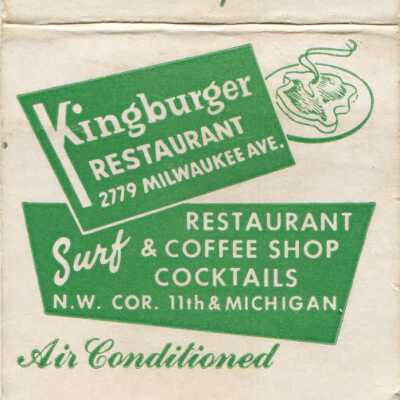 Kingburger
RESTAURANT
2779 MILWAUKEE AVE.
RESTAURANT
Surf & COFFEE SHOP
COCKTAILS
N.W. COR. 11th & MICHIGAN.
Air Conditioned